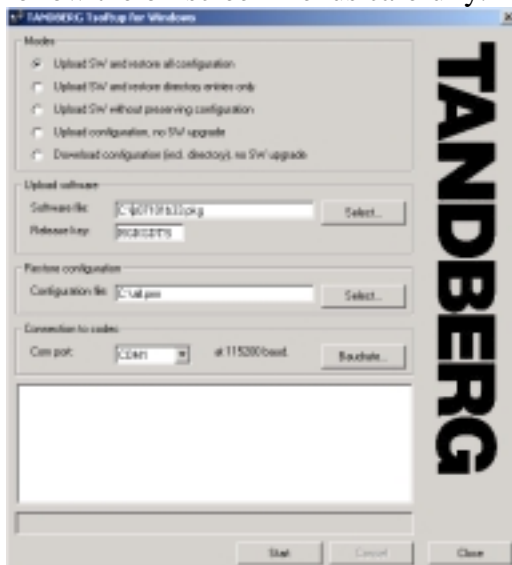 TANDBERG Tsoftup for Windows
Modes
Upload SW and restore all configuration
Upload SW and restore directory entries only
Upload SW without preserving configuration
Upload configuration, no SW upgrade
Download configuration (incl. directory), no SW upgrade
Upload software
Software file:
Select...
Release key:
Restore configuration
Configuration file:
Select...
Connection to codec
Com port: COM1 at 115200 baud. Baudrate...
Start Cancel Close
TANDBERG